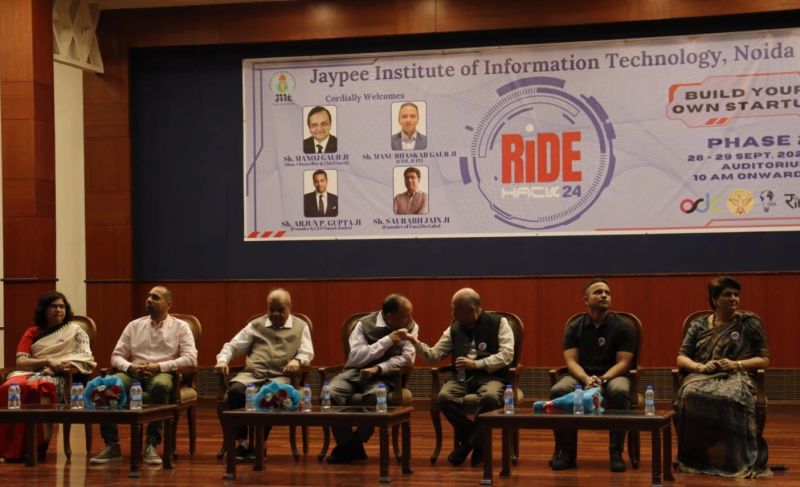 Jaypee Institute of Information Technology, Noida
JIIT
Cordially Welcomes
Sh. MANOJ GAUR JI
Sh. MANU BHASKAR GAUR JI
Sh. ARJUN P. GUPTA JI
Sh. SAURABH JAIN JI
RiDE
HACK 24
BUILD YOUR
OWN STARTU
PHASE
28 - 29 SEPT, 202
AUDITORIU
10 AM ONWARD